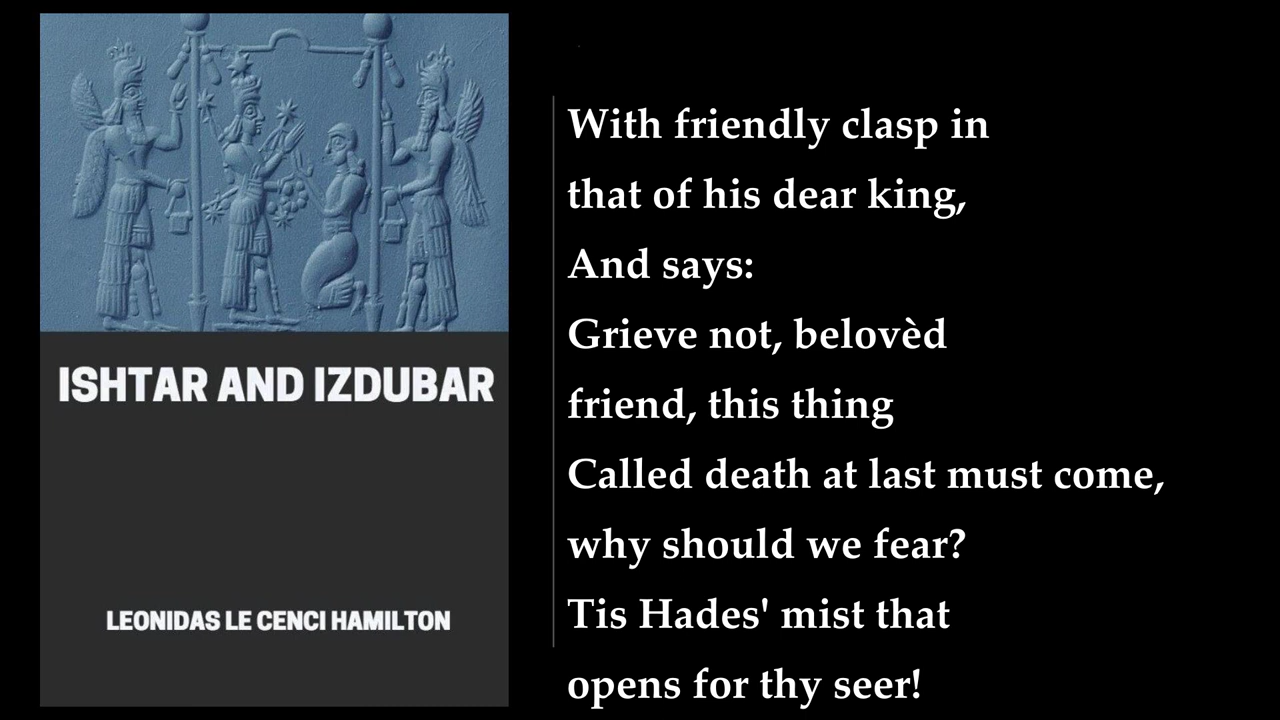 ISHTAR AND IZDUBAR
LEONIDAS LE CENCI HAMILTON
With friendly clasp in
that of his dear king,
And says:
Grieve not, belovèd
friend, this thing
Called death at last must come,
why should we fear?
Tis Hades' mist that
opens for thy seer!